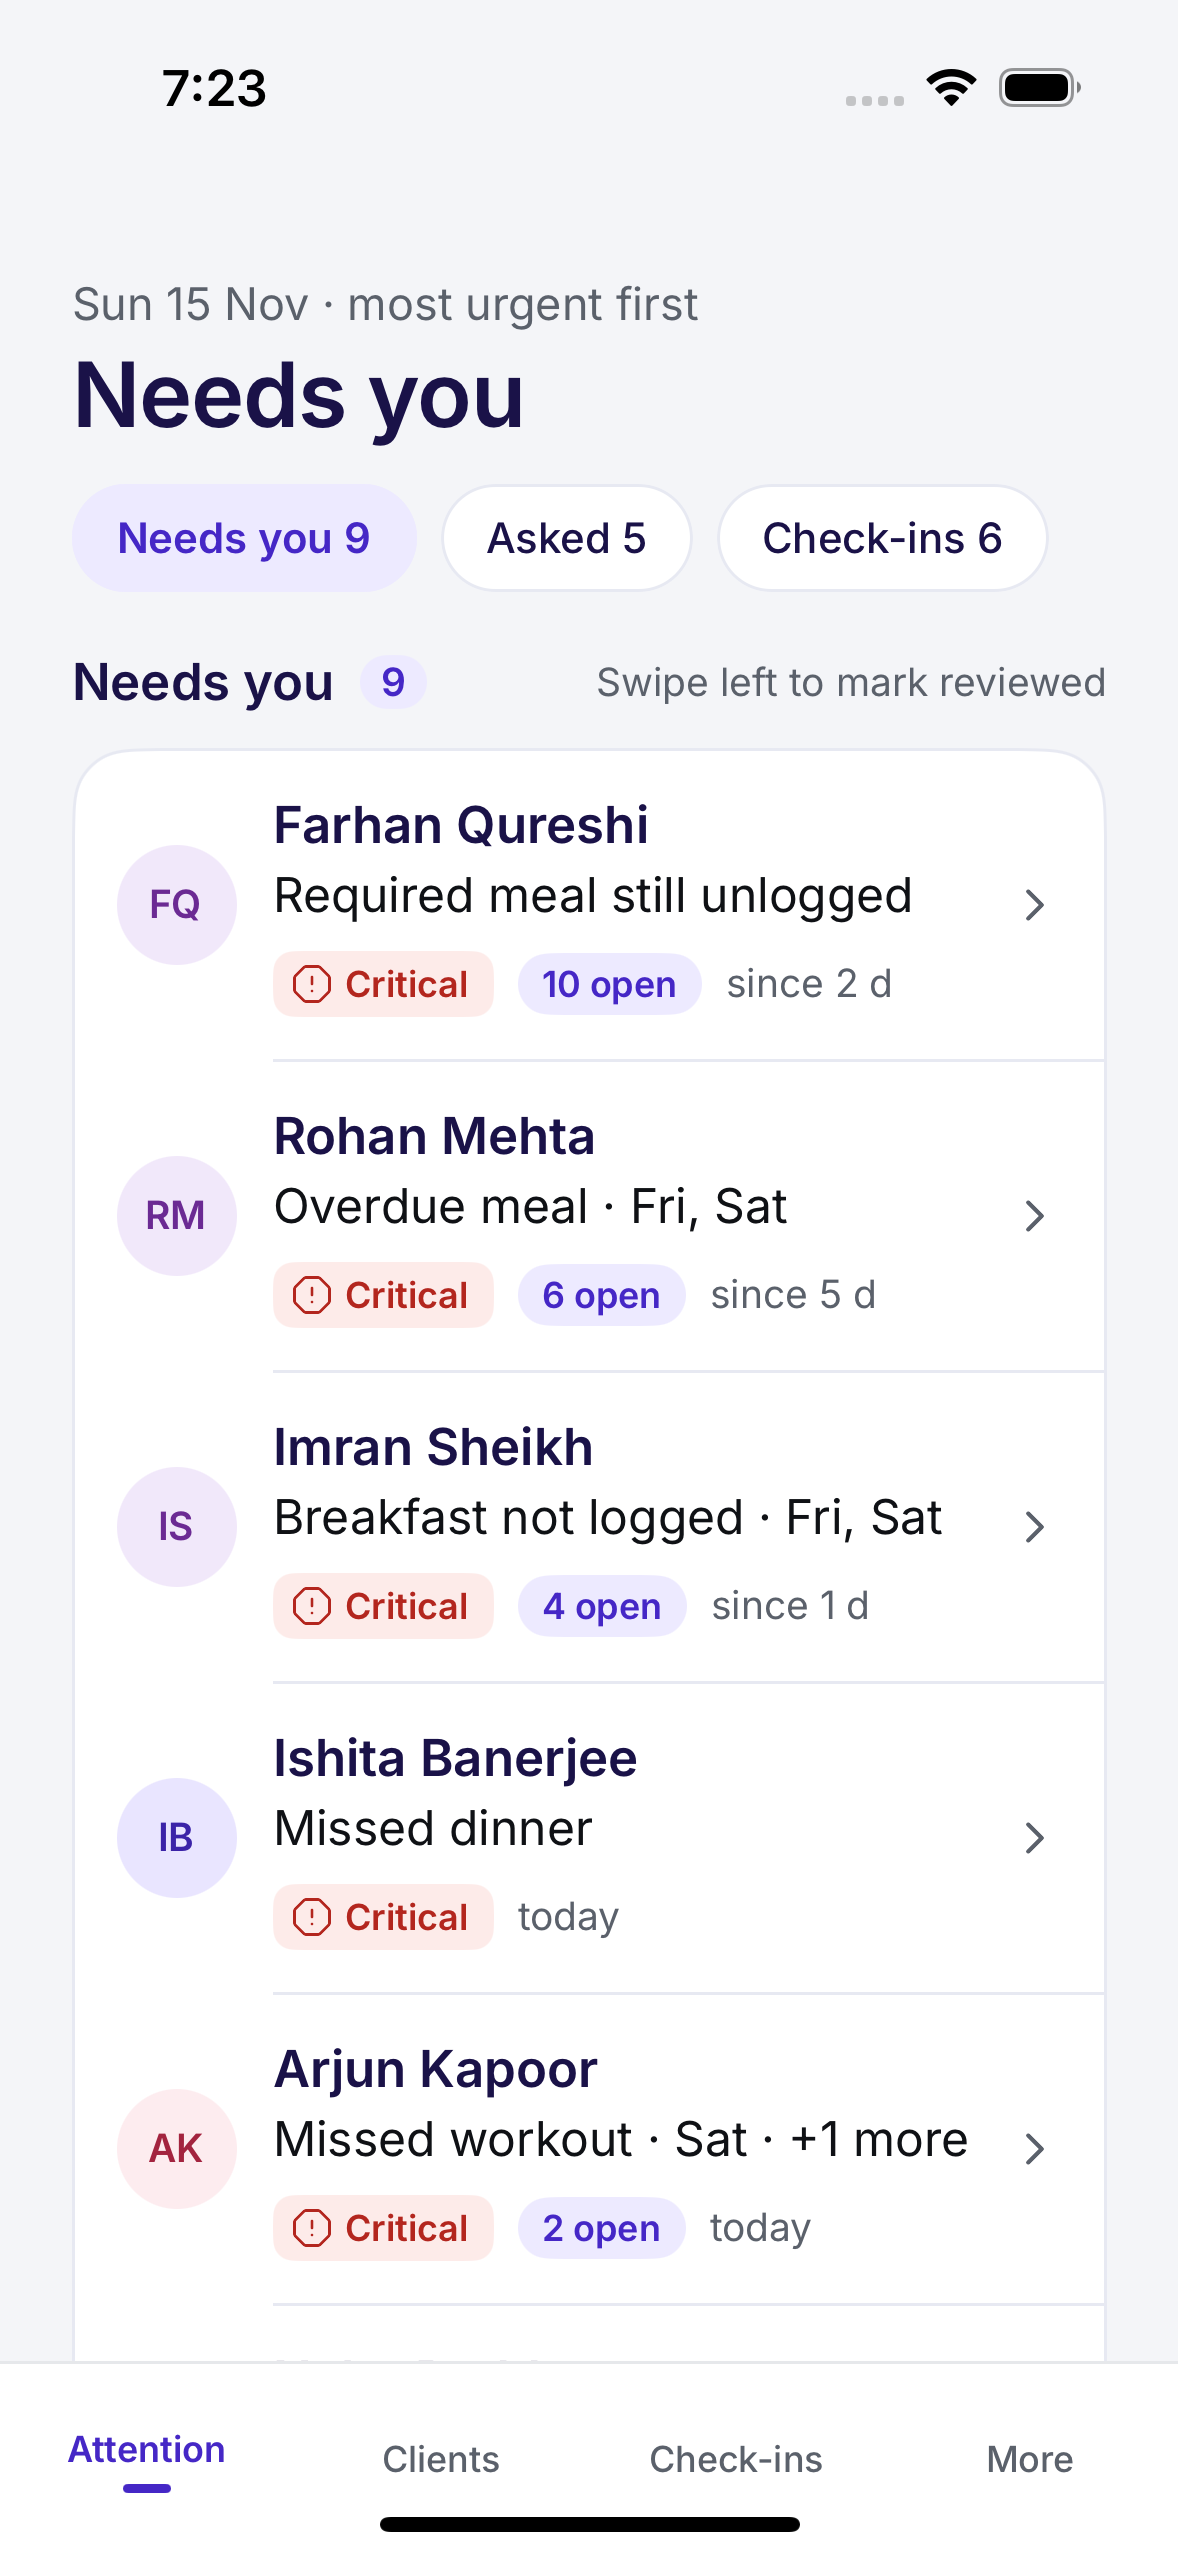 7:23
Sun 15 Nov · most urgent first
Needs you
Needs you 9
Asked 5
Check-ins 6
Needs you 9
Swipe left to mark reviewed
FQ
Farhan Qureshi
Required meal still unlogged
Critical
10 open
since 2 d
RM
Rohan Mehta
Overdue meal · Fri, Sat
Critical
6 open
since 5 d
IS
Imran Sheikh
Breakfast not logged · Fri, Sat
Critical
4 open
since 1 d
IB
Ishita Banerjee
Missed dinner
Critical
today
AK
Arjun Kapoor
Missed workout · Sat · +1 more
Critical
2 open
today
Attention
Clients
Check-ins
More